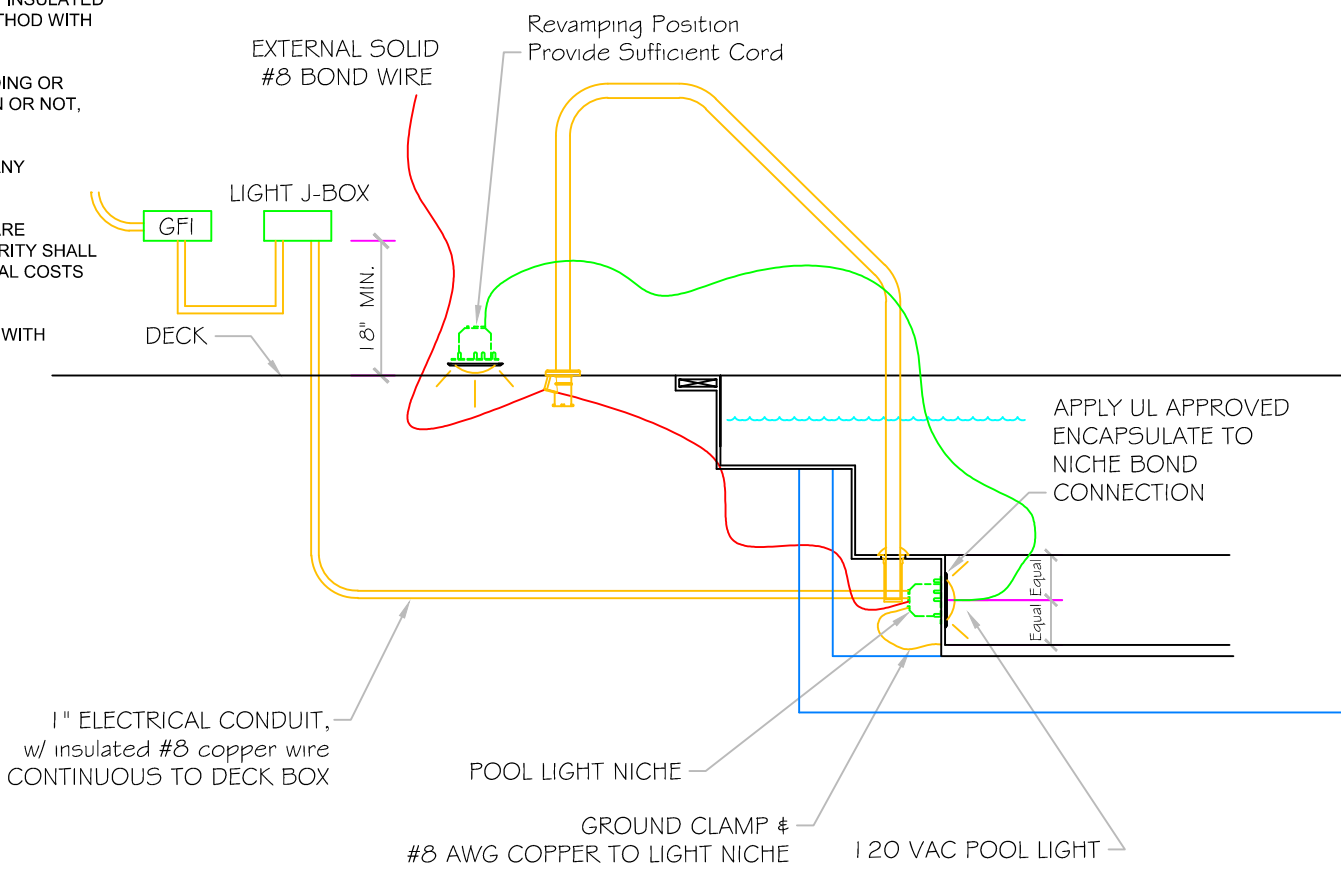 INSULATED
THOD WITH
DING OR
N OR NOT,
ANY
ARE
RITY SHALL
AL COSTS
WITH
EXTERNAL SOLID
#8 BOND WIRE
Revamping Position
Provide Sufficient Cord
LIGHT J-BOX
GFI
18" MIN.
DECK
APPLY UL APPROVED
ENCAPSULATE TO
NICHE BOND
CONNECTION
Equal
Equal
1" ELECTRICAL CONDUIT,
w/ insulated #8 copper wire
CONTINUOUS TO DECK BOX
POOL LIGHT NICHE
GROUND CLAMP &
#8 AWG COPPER TO LIGHT NICHE
120 VAC POOL LIGHT